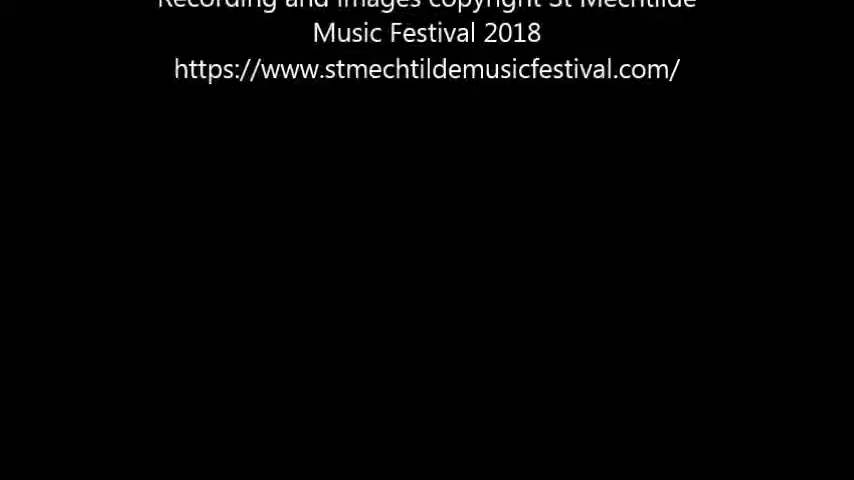 Recording and images copyright St Mechtilde
Music Festival 2018
https://www.stmechtildemusicfestival.com/